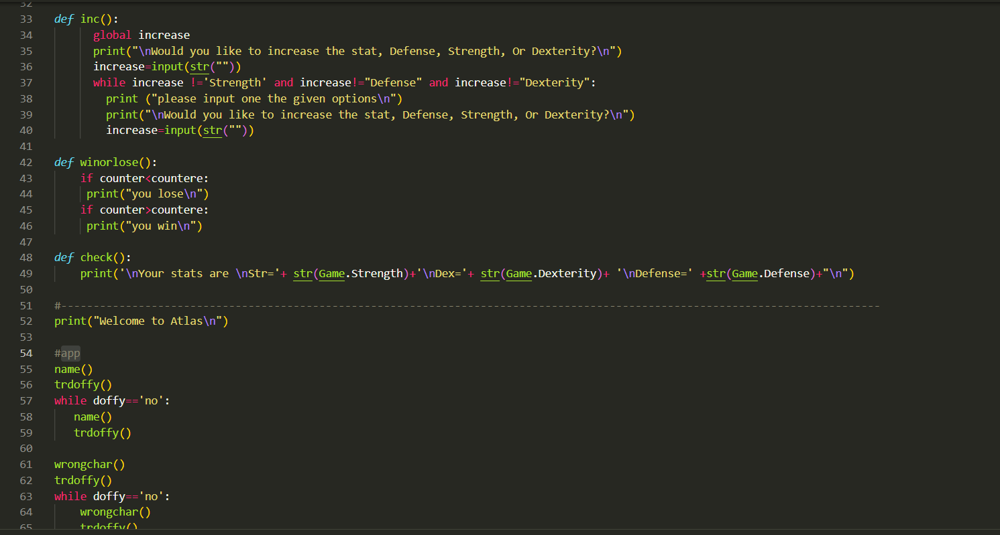 32
33 def inc():
34 global increase
35 print("\nWould you like to increase the stat, Defense, Strength, Or Dexterity?\n")
36 increase=input(str(""))
37 while increase !='Strength' and increase!="Defense" and increase!="Dexterity":
38 print ("please input one the given options\n")
39 print("\nWould you like to increase the stat, Defense, Strength, Or Dexterity?\n")
40 increase=input(str(""))
41
42 def winorlose():
43 if counter<countere:
44 print("you lose\n")
45 if counter>countere:
46 print("you win\n")
47
48 def check():
49 print('\nYour stats are \nStr='+ str(Game.Strength)+'\nDex='+ str(Game.Dexterity)+ '\nDefense=' +str(Game.Defense)+"\n")
50
51 #-------------------------------------------------------------------------------------------------------------------------------
52 print("Welcome to Atlas\n")
53
54 #app
55 name()
56 trdoffy()
57 while doffy=='no':
58 name()
59 trdoffy()
60
61 wrongchar()
62 trdoffy()
63 while doffy=='no':
64 wrongchar()
65 trdoffy()